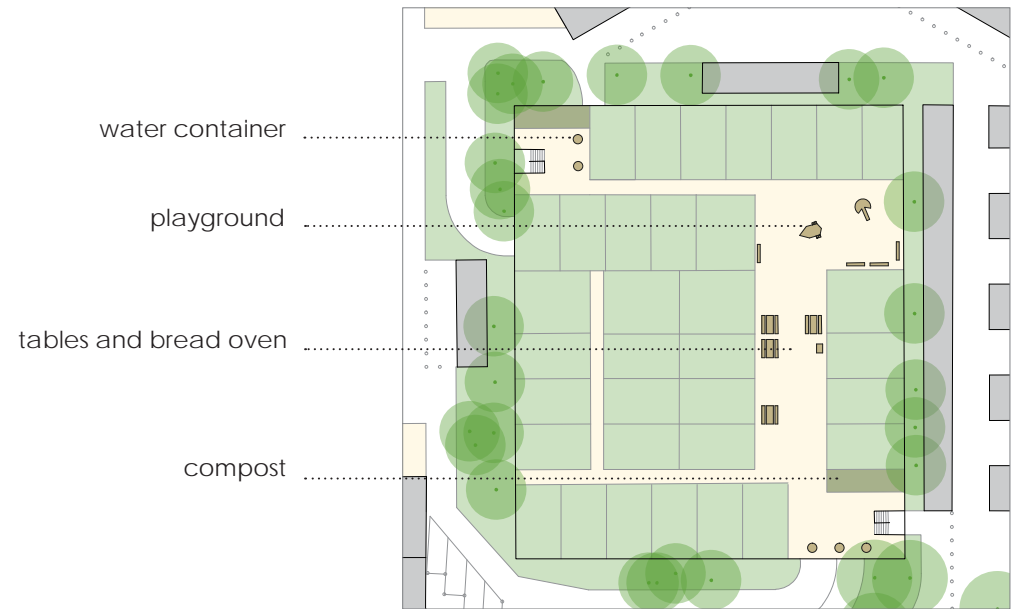 water container
playground
tables and bread oven
compost